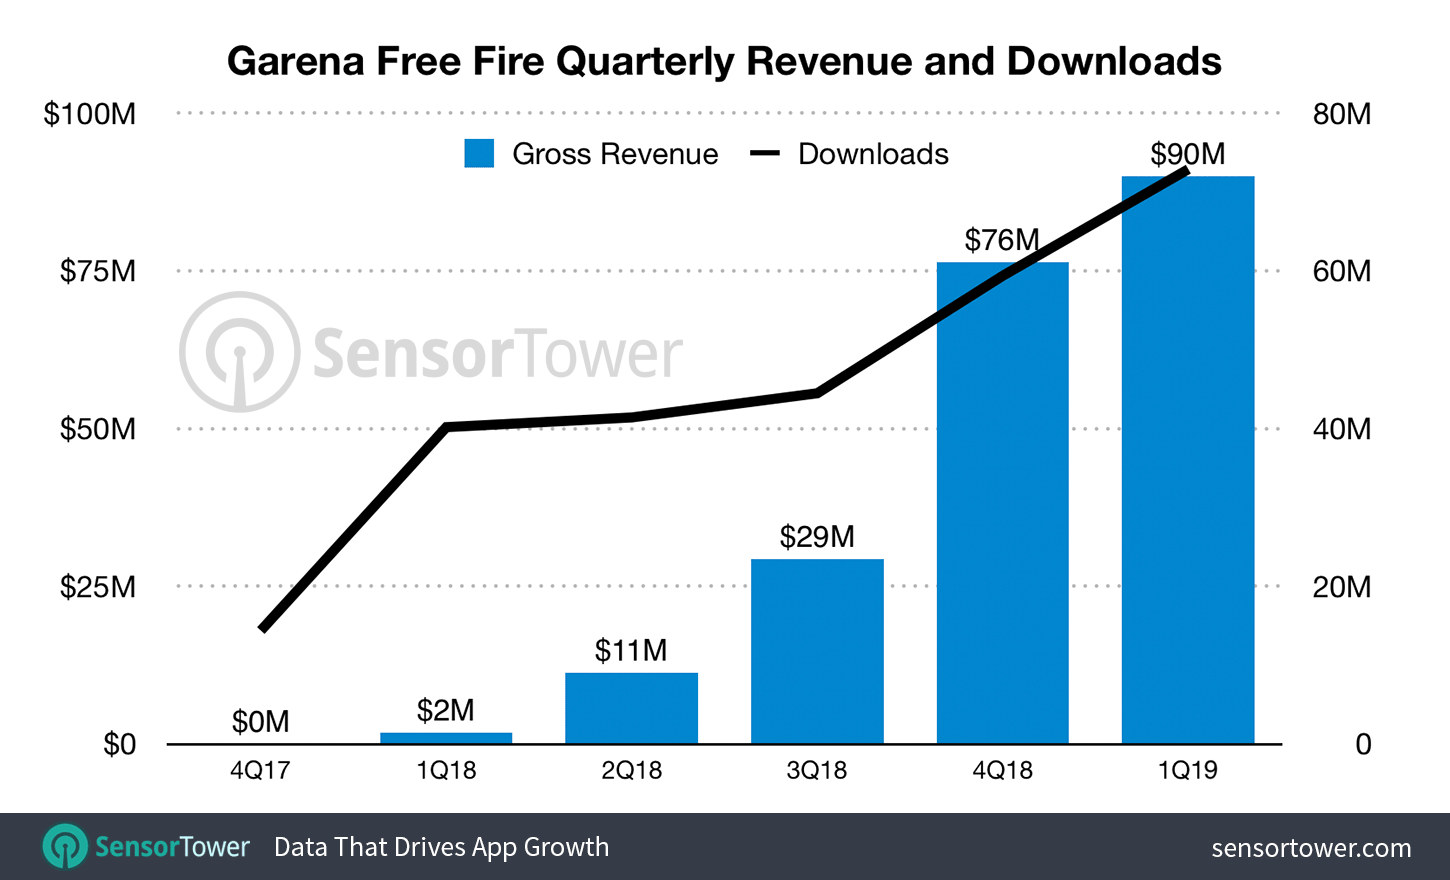 Garena Free Fire Quarterly Revenue and Downloads
$100M
80M
Gross Revenue
Downloads
$90M
$76M
$75M
60M
SensorTower
$50M
40M
$29M
$25M
20M
$11M
$2M
$0M
$0
0
4Q17
1Q18
2Q18
3Q18
4Q18
1Q19
SensorTower
Data That Drives App Growth
sensortower.com